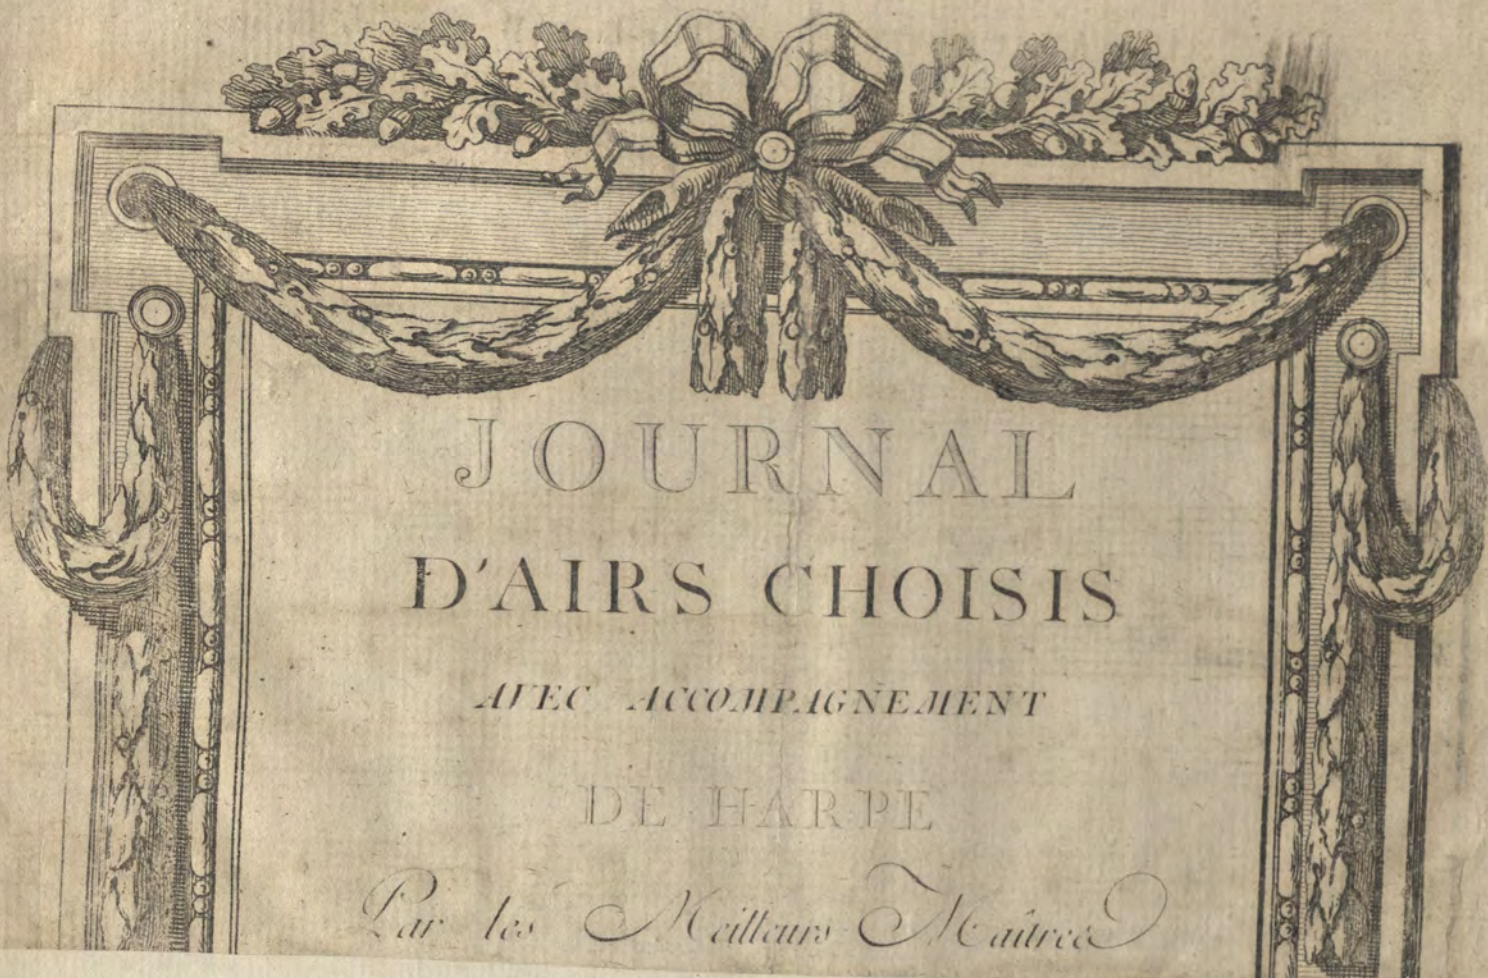 JOURNAL
D'AIRS CHOISIS
AVEC ACCOMPAGNEMENT
DE HARPE
Par les Meilleurs Maîtres